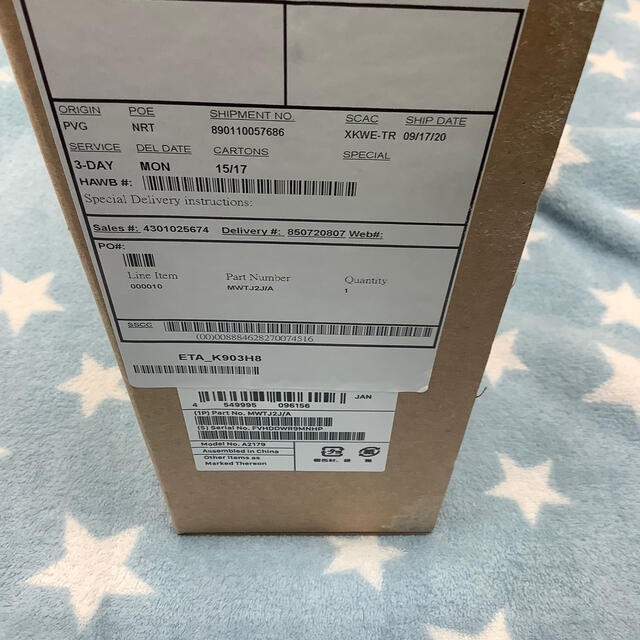 ORIGIN POE SHIPMENT NO. SCAC SHIP DATE
PVG NRT 890110057686 XKWE-TR 09/17/20
SERVICE DEL DATE CARTONS SPECIAL
3-DAY MON 15/17
HAWB #:
Special Delivery instructions:
Sales #: 4301025674 Delivery #: 850720807 Web#:
PO#:
Line Item Part Number Quantity
000010 MWTJ2J/A 1
SSCC
(00)008884628270074516
ETA_K903H8
JAN
4 549995 096156
(1P) Part No. MWTJ2J/A
(S) Serial No. FVHDDWR9MNHP
Model No. A2179
Assembled in China
Other Items as
Marked Thereon